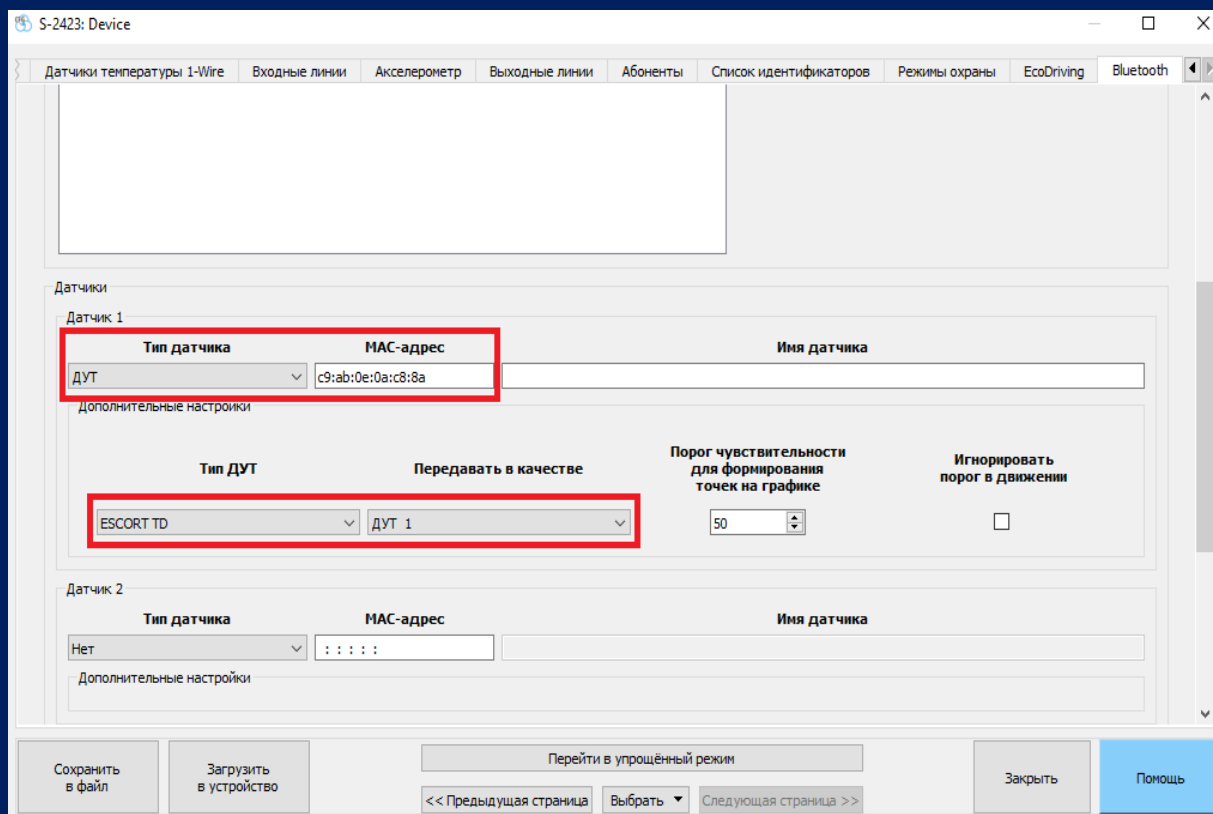 S-2423: Device
Датчики температуры 1-Wire Входные линии Акселерометр Выходные линии Абоненты Список идентификаторов Режимы охраны EcoDriving Bluetooth
Датчики
Датчик 1
Тип датчика MAC-адрес Имя датчика
ДУТ c9:ab:0e:0a:c8:8a
Дополнительные настройки
Тип ДУТ Передавать в качестве Порог чувствительности
для формирования
точек на графике Игнорировать
порог в движении
ESCORT TD ДУТ 1 50
Датчик 2
Тип датчика MAC-адрес Имя датчика
Нет : : : : :
Дополнительные настройки
Сохранить
в файл
Загрузить
в устройство
Перейти в упрощённый режим
<< Предыдущая страница Выбрать Следующая страница >>
Закрыть Помощь